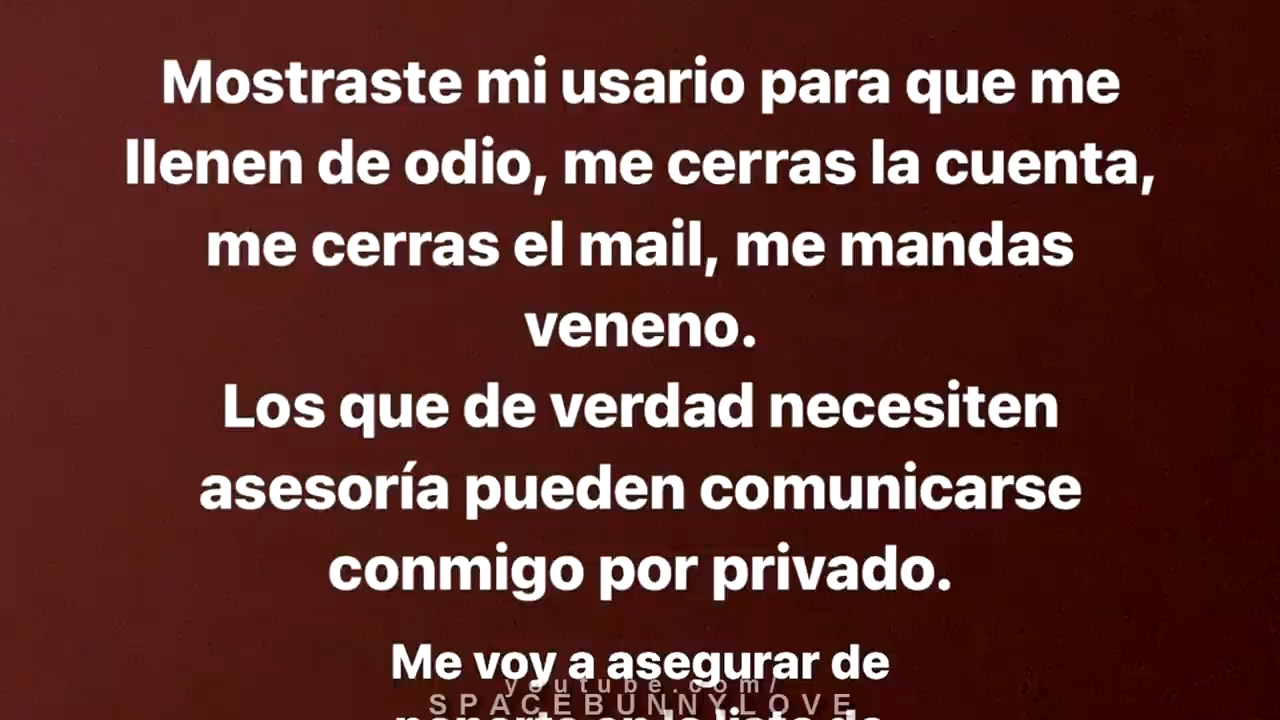 Mostraste mi usario para que me
llenen de odio, me cerras la cuenta,
me cerras el mail, me mandas
veneno.
Los que de verdad necesiten
asesoría pueden comunicarse
conmigo por privado.
Me voy a asegurar de
youtube.com/
SPACEBUNNYLOVE